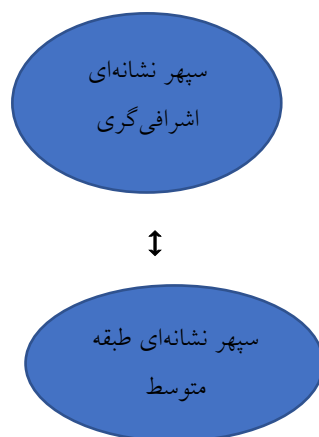 سپهر نشانه‌ای
اشرافی‌گری
↕
سپهر نشانه‌ای طبقه
متوسط